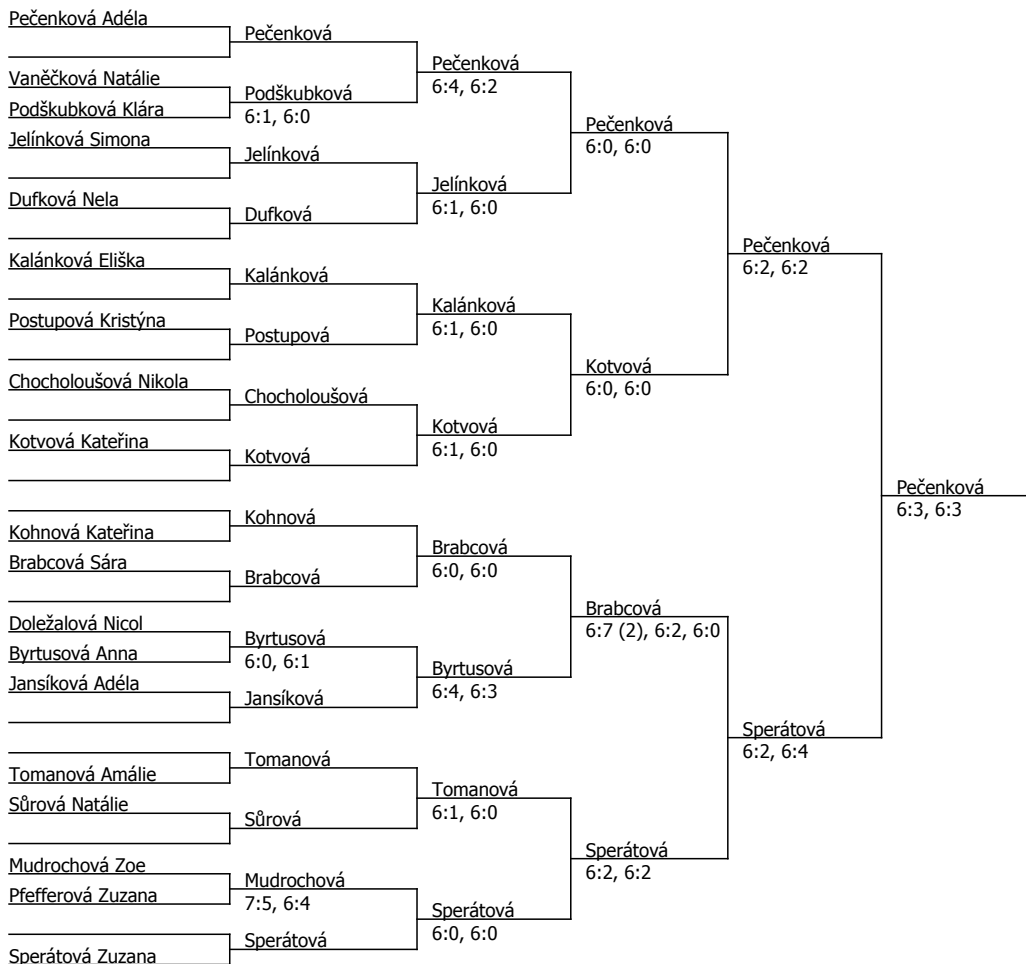 Pečenková Adéla
Pečenková
Pečenková
6:4, 6:2
Vaněčková Natálie
Podškubková
6:1, 6:0
Podškubková Klára
Pečenková
6:0, 6:0
Jelínková Simona
Jelínková
Jelínková
6:1, 6:0
Dufková Nela
Dufková
Pečenková
6:2, 6:2
Kalánková Eliška
Kalánková
Kalánková
6:1, 6:0
Postupová Kristýna
Postupová
Kotvová
6:0, 6:0
Chocholoušová Nikola
Chocholoušová
Kotvová
6:1, 6:0
Kotvová Kateřina
Kotvová
Pečenková
6:3, 6:3
Kohnová
Kohnová Kateřina
Brabcová
6:0, 6:0
Brabcová Sára
Brabcová
Brabcová
6:7 (2), 6:2, 6:0
Doležalová Nicol
Byrtusová
6:0, 6:1
Byrtusová Anna
Byrtusová
6:4, 6:3
Jansíková Adéla
Jansíková
Sperátová
6:2, 6:4
Tomanová
Tomanová Amálie
Tomanová
6:1, 6:0
Sůrová Natálie
Sůrová
Sperátová
6:2, 6:2
Mudrochová Zoe
Mudrochová
7:5, 6:4
Pfefferová Zuzana
Sperátová
6:0, 6:0
Sperátová
Sperátová Zuzana